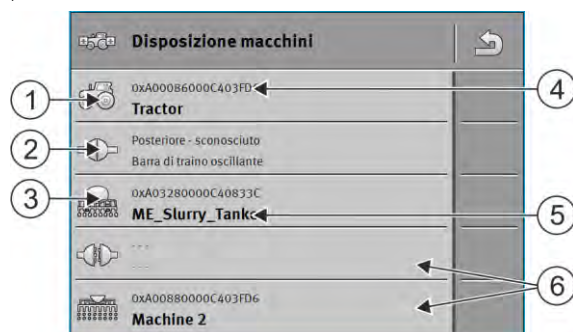 Disposizione macchini
0xA00086000C403FD
Tractor
Posteriore - sconosciuto
Barra di traino oscillante
0xA03280000C40833C
ME_Slurry_Tank
- - -
- - -
0xA00880000C403FD6
Machine 2
1
2
3
4
5
6